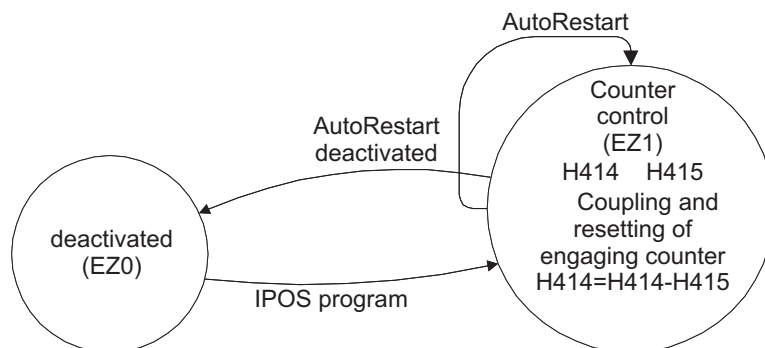 AutoRestart
Counter
control
(EZ1)
H414 H415
Coupling and
resetting of
engaging counter
H414=H414-H415
AutoRestart
deactivated
deactivated
(EZ0)
IPOS program